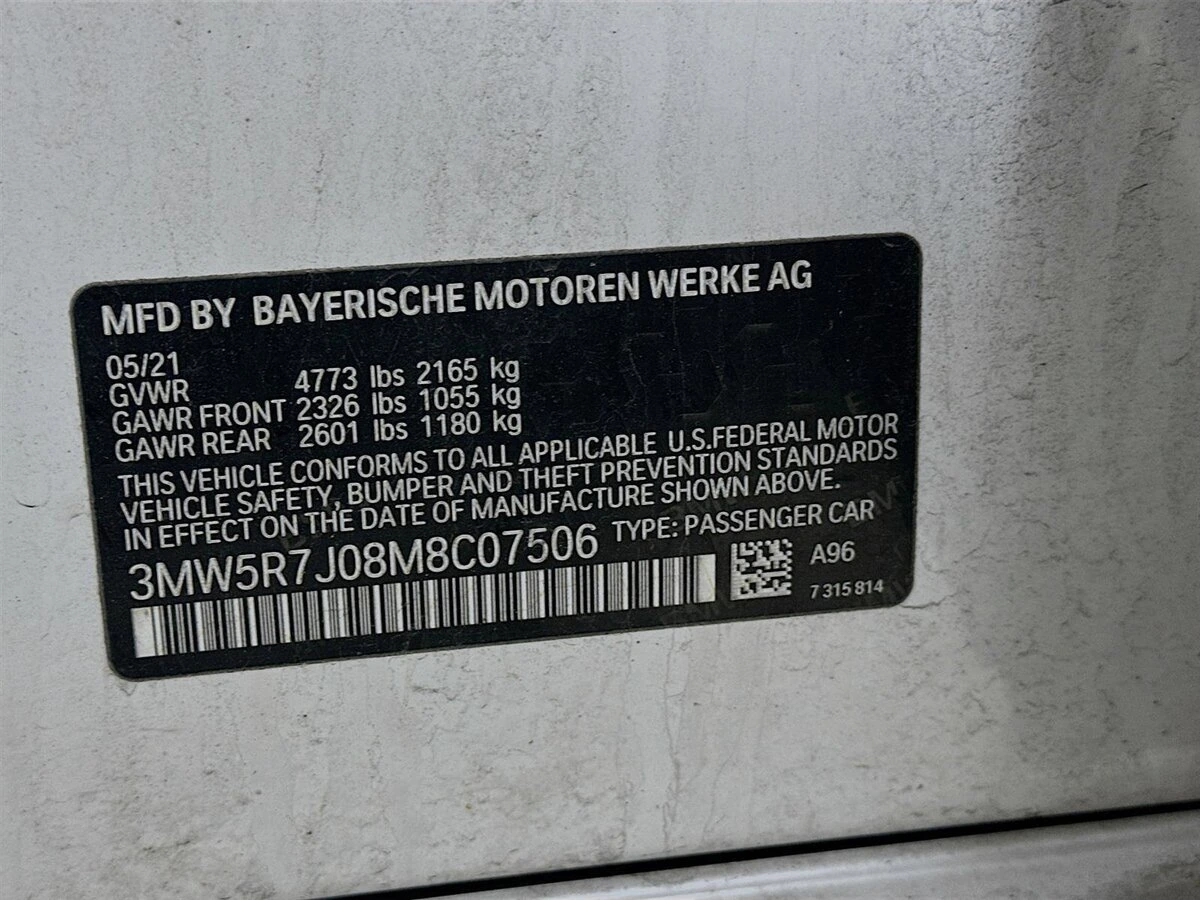 MFD BY BAYERISCHE MOTOREN WERKE AG
05/21
GVWR 4773 lbs 2165 kg
GAWR FRONT 2326 lbs 1055 kg
GAWR REAR 2601 lbs 1180 kg
THIS VEHICLE CONFORMS TO ALL APPLICABLE U.S.FEDERAL MOTOR
VEHICLE SAFETY, BUMPER AND THEFT PREVENTION STANDARDS
IN EFFECT ON THE DATE OF MANUFACTURE SHOWN ABOVE.
3MW5R7J08M8C07506 TYPE: PASSENGER CAR
A96
7 315 814